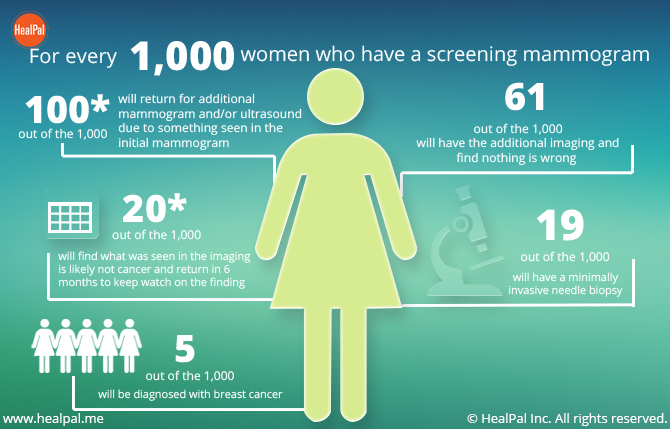 HealPal
For every 1,000 women who have a screening mammogram
100*
out of the 1,000
will return for additional
mammogram and/or ultrasound
due to something seen in the
initial mammogram
61
out of the 1,000
will have the additional imaging and
find nothing is wrong
20*
out of the 1,000
will find what was seen in the imaging
is likely not cancer and return in 6
months to keep watch on the finding
19
out of the 1,000
will have a minimally
invasive needle biopsy
5
out of the 1,000
will be diagnosed with breast cancer
www.healpal.me
© HealPal Inc. All rights reserved.